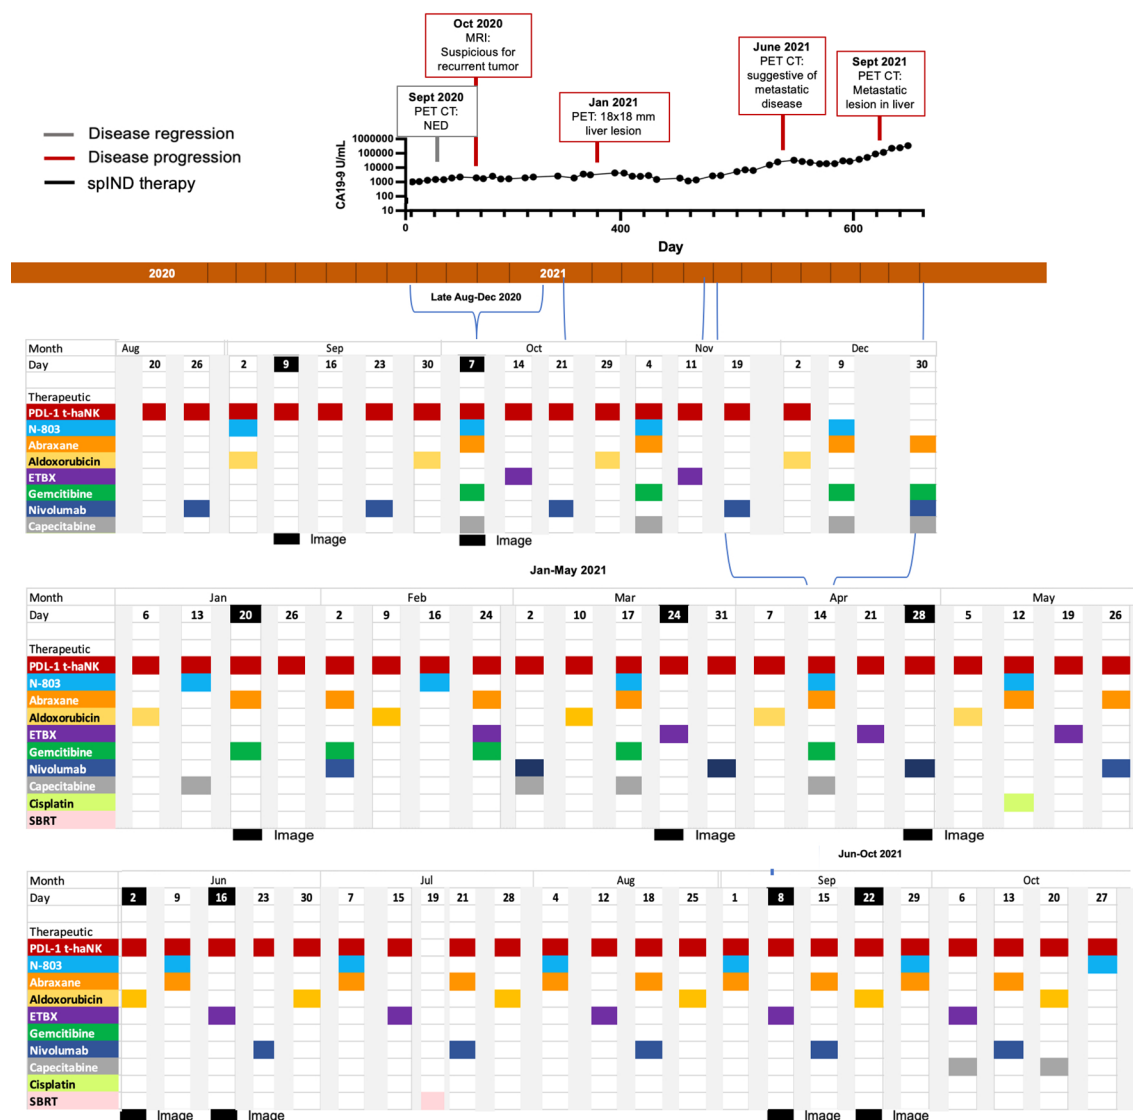 Oct 2020
MRI:
Suspicious for
recurrent tumor
June 2021
PET CT:
suggestive of
metastatic
disease
Sept 2021
PET CT:
Metastatic
lesion in liver
Sept 2020
PET CT:
NED
Jan 2021
PET: 18x18 mm
liver lesion
Disease regression
Disease progression
spIND therapy
CA19-9 U/mL
1000000
100000
10000
1000
100
10
0 400 600
Day
2020 2021
Late Aug-Dec 2020
Month Aug Sep Oct Nov Dec
Day 20 26 2 9 16 23 30 7 14 21 29 4 11 19 2 9 30
Therapeutic
PDL-1 t-haNK
N-803
Abraxane
Aldoxorubicin
ETBX
Gemcitibine
Nivolumab
Capecitabine
Image Image
Jan-May 2021
Month Jan Feb Mar Apr May
Day 6 13 20 26 2 9 16 24 2 10 17 24 31 7 14 21 28 5 12 19 26
Therapeutic
PDL-1 t-haNK
N-803
Abraxane
Aldoxorubicin
ETBX
Gemcitibine
Nivolumab
Capecitabine
Cisplatin
SBRT
Image Image Image
Jun-Oct 2021
Month Jun Jul Aug Sep Oct
Day 2 9 16 23 30 7 15 19 21 28 4 12 18 25 1 8 15 22 29 6 13 20 27
Therapeutic
PDL-1 t-haNK
N-803
Abraxane
Aldoxorubicin
ETBX
Gemcitibine
Nivolumab
Capecitabine
Cisplatin
SBRT
Image Image Image Image